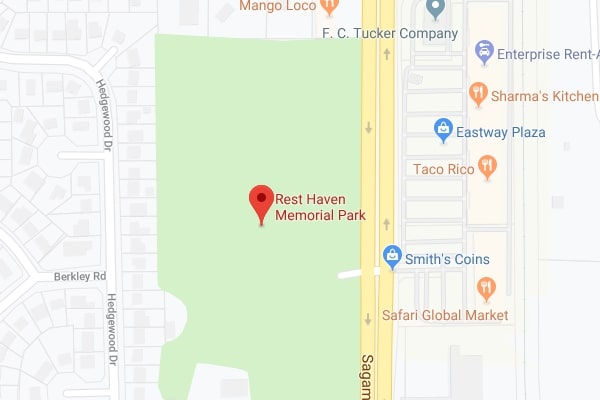 Mango Loco
F. C. Tucker Company
Enterprise Rent-A
Sharma's Kitchen
Eastway Plaza
Taco Rico
Hedgewood Dr
Rest Haven
Memorial Park
Smith's Coins
Berkley Rd
Safari Global Market
Hedgewood Dr
Sagam